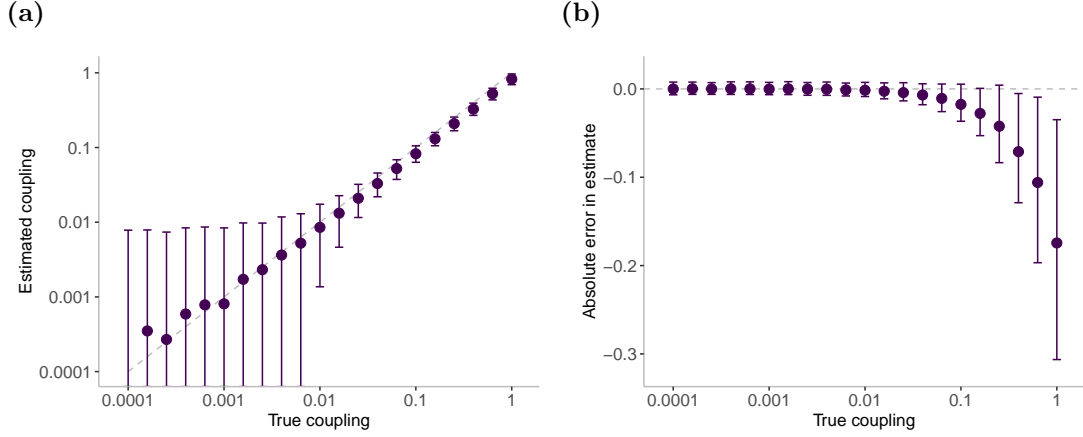 (a)
Estimated coupling
1
0.1
0.01
0.001
0.0001
0.0001 0.001 0.01 0.1 1
True coupling
(b)
Absolute error in estimate
0.0
−0.1
−0.2
−0.3
0.0001 0.001 0.01 0.1 1
True coupling